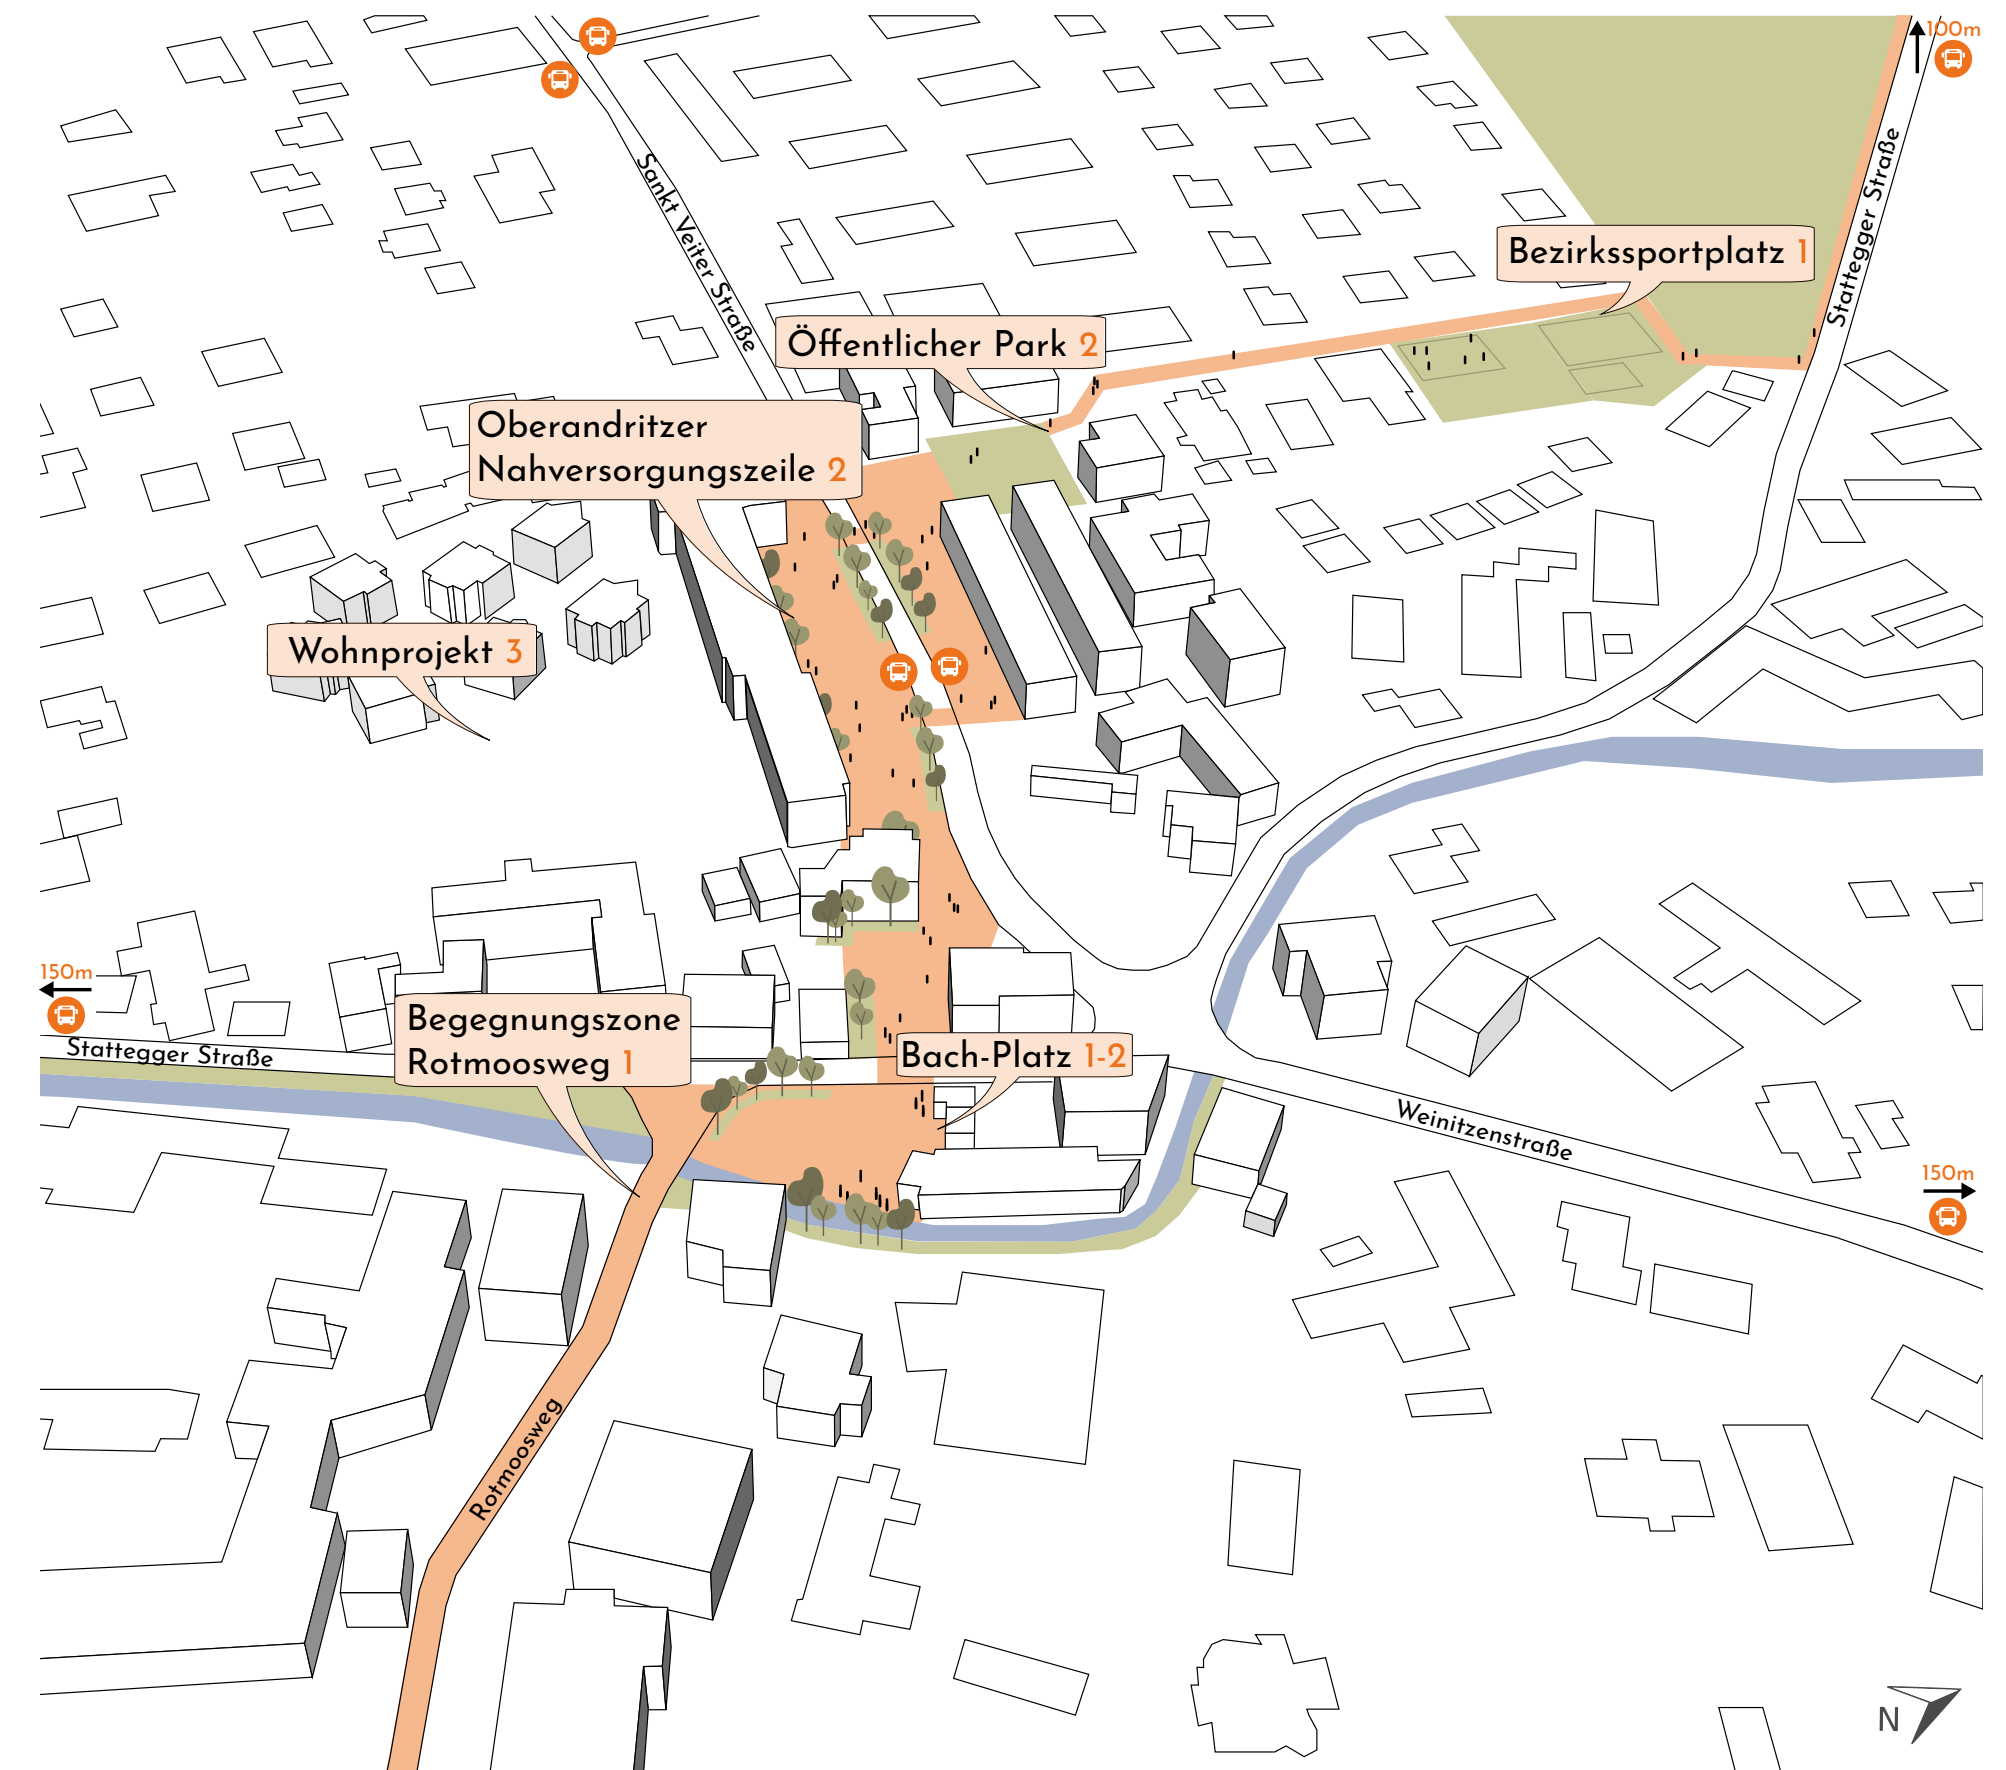 100m
Sankt Veiter Straße
Stattegger Straße
Bezirkssportplatz 1
Öffentlicher Park 2
Oberandritzer
Nahversorgungszeile 2
Wohnprojekt 3
150m
Stattegger Straße
Begegnungszone
Rotmoosweg 1
Bach-Platz 1-2
Weinitzenstraße
150m
Rotmoosweg
N